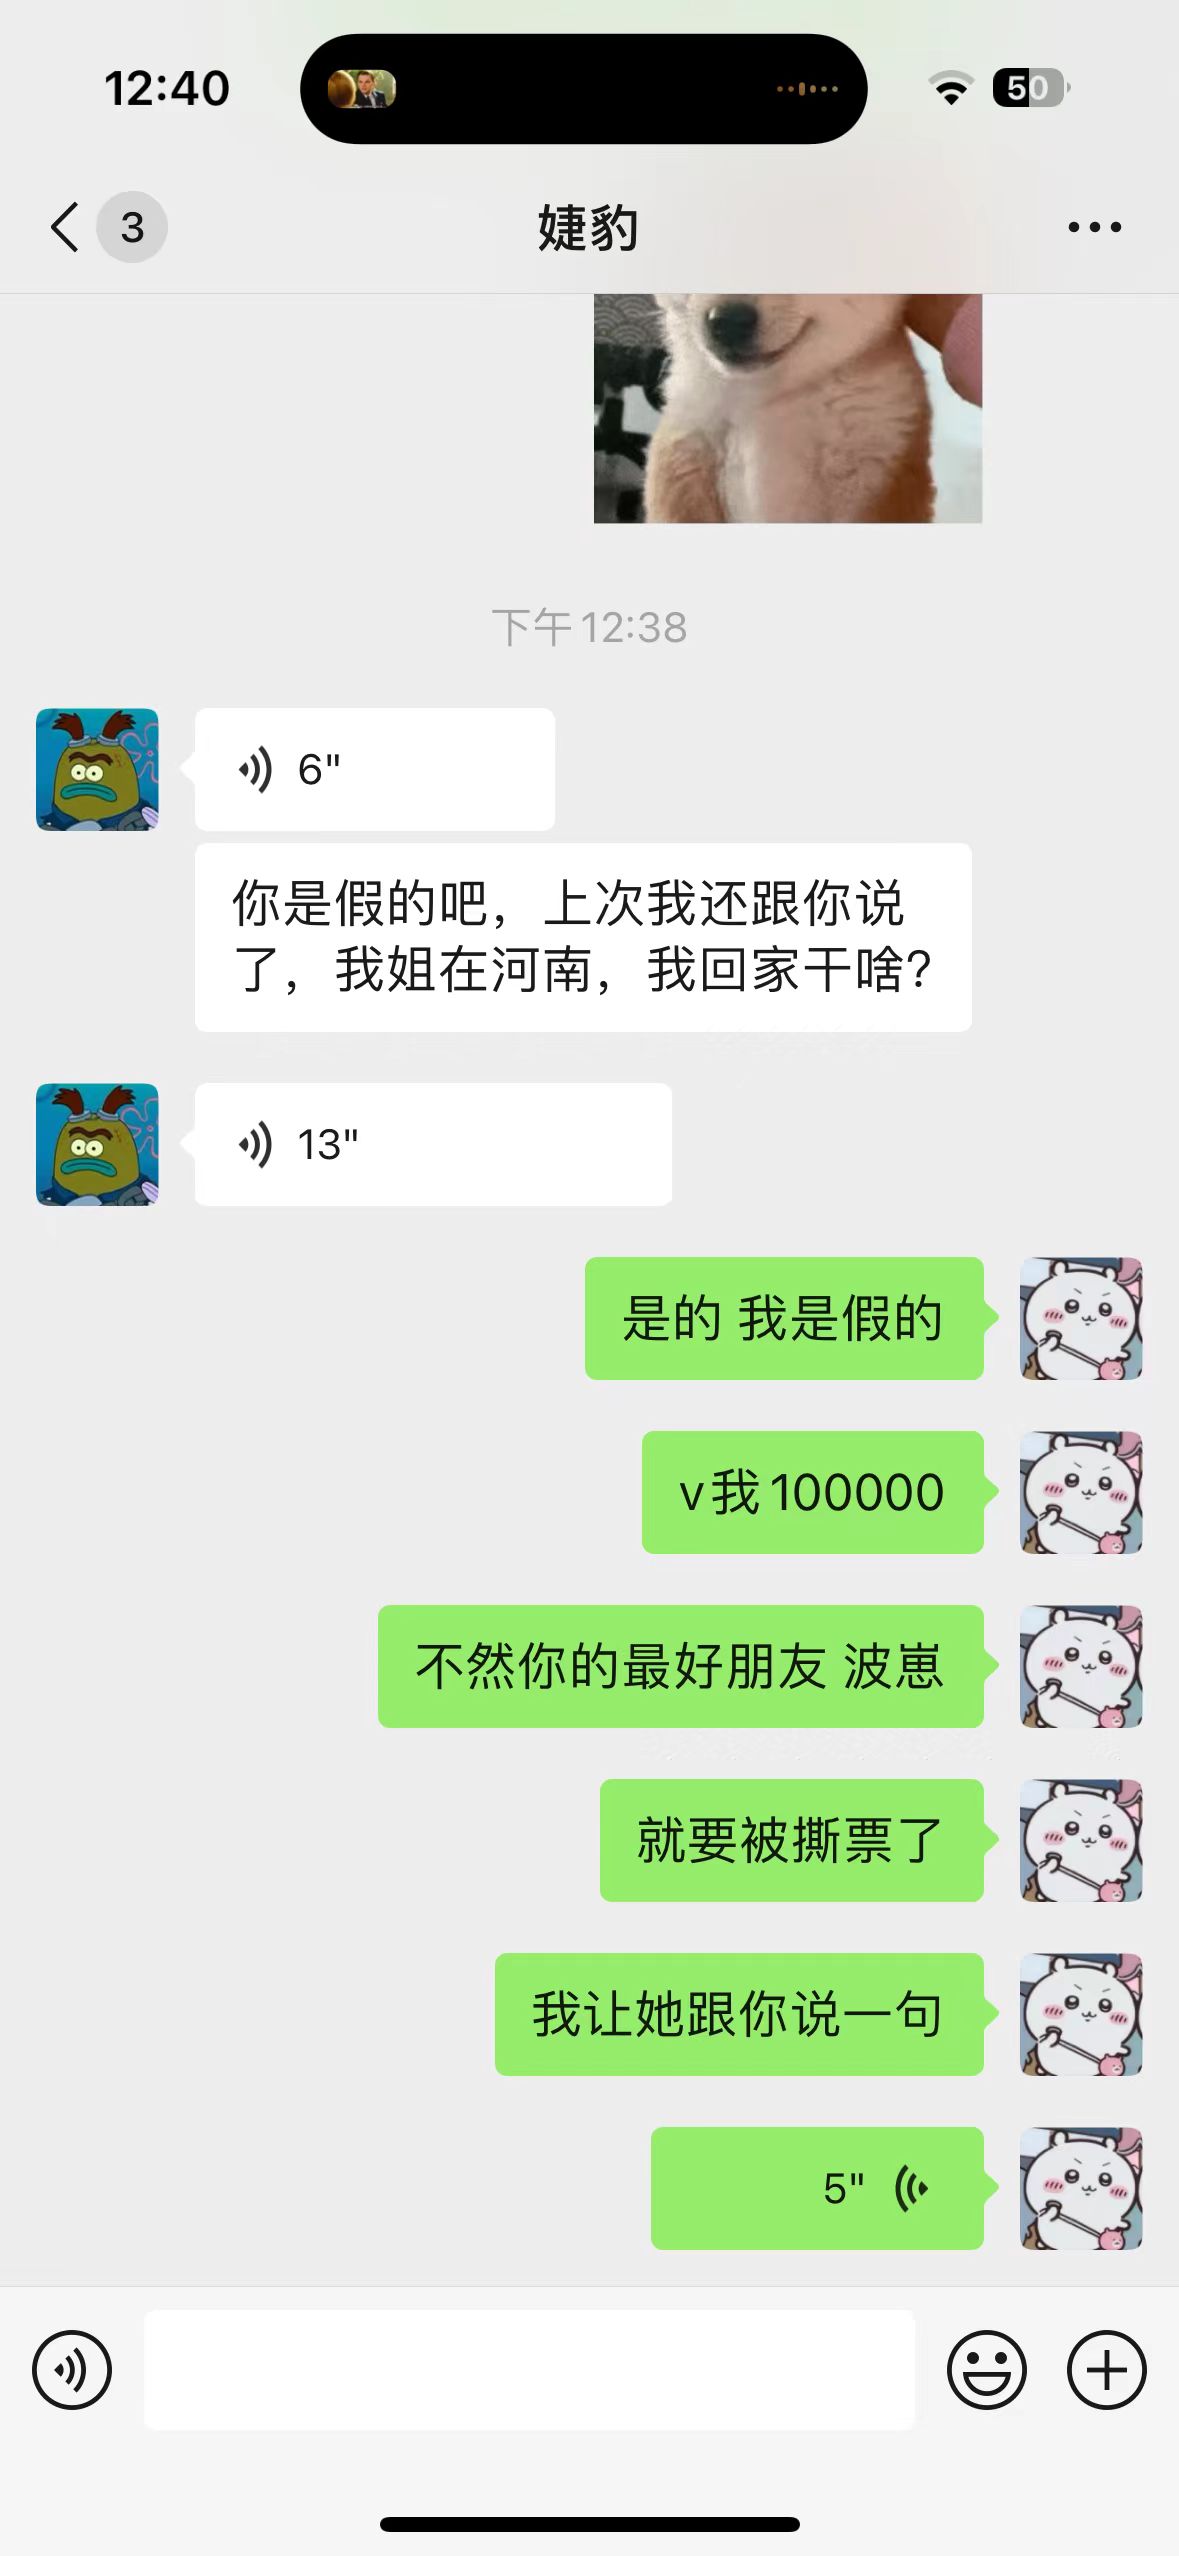 12:40
50
3
婕豹
下午12:38
6"
你是假的吧，上次我还跟你说
了，我姐在河南，我回家干啥?
13"
是的 我是假的
v我100000
不然你的最好朋友 波崽
就要被撕票了
我让她跟你说一句
5"